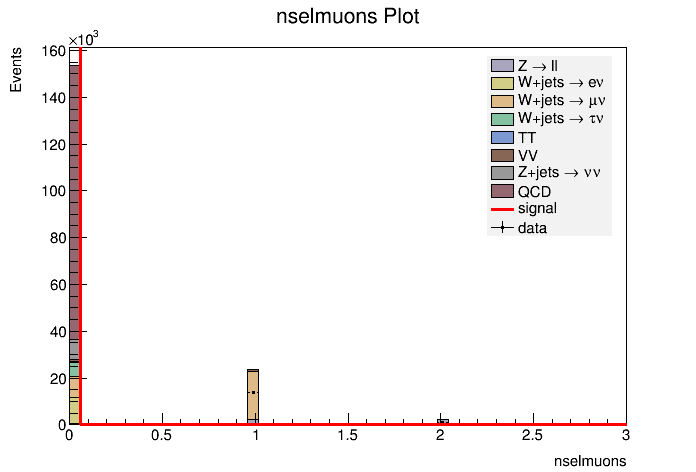 nselmuons Plot
×10³
Events
160
140
120
100
80
60
40
20
0
0 0.5 1 1.5 2 2.5 3
nselmuons
Z → ll
W+jets → eν
W+jets → μν
W+jets → τν
TT
VV
Z+jets → νν
QCD
signal
data